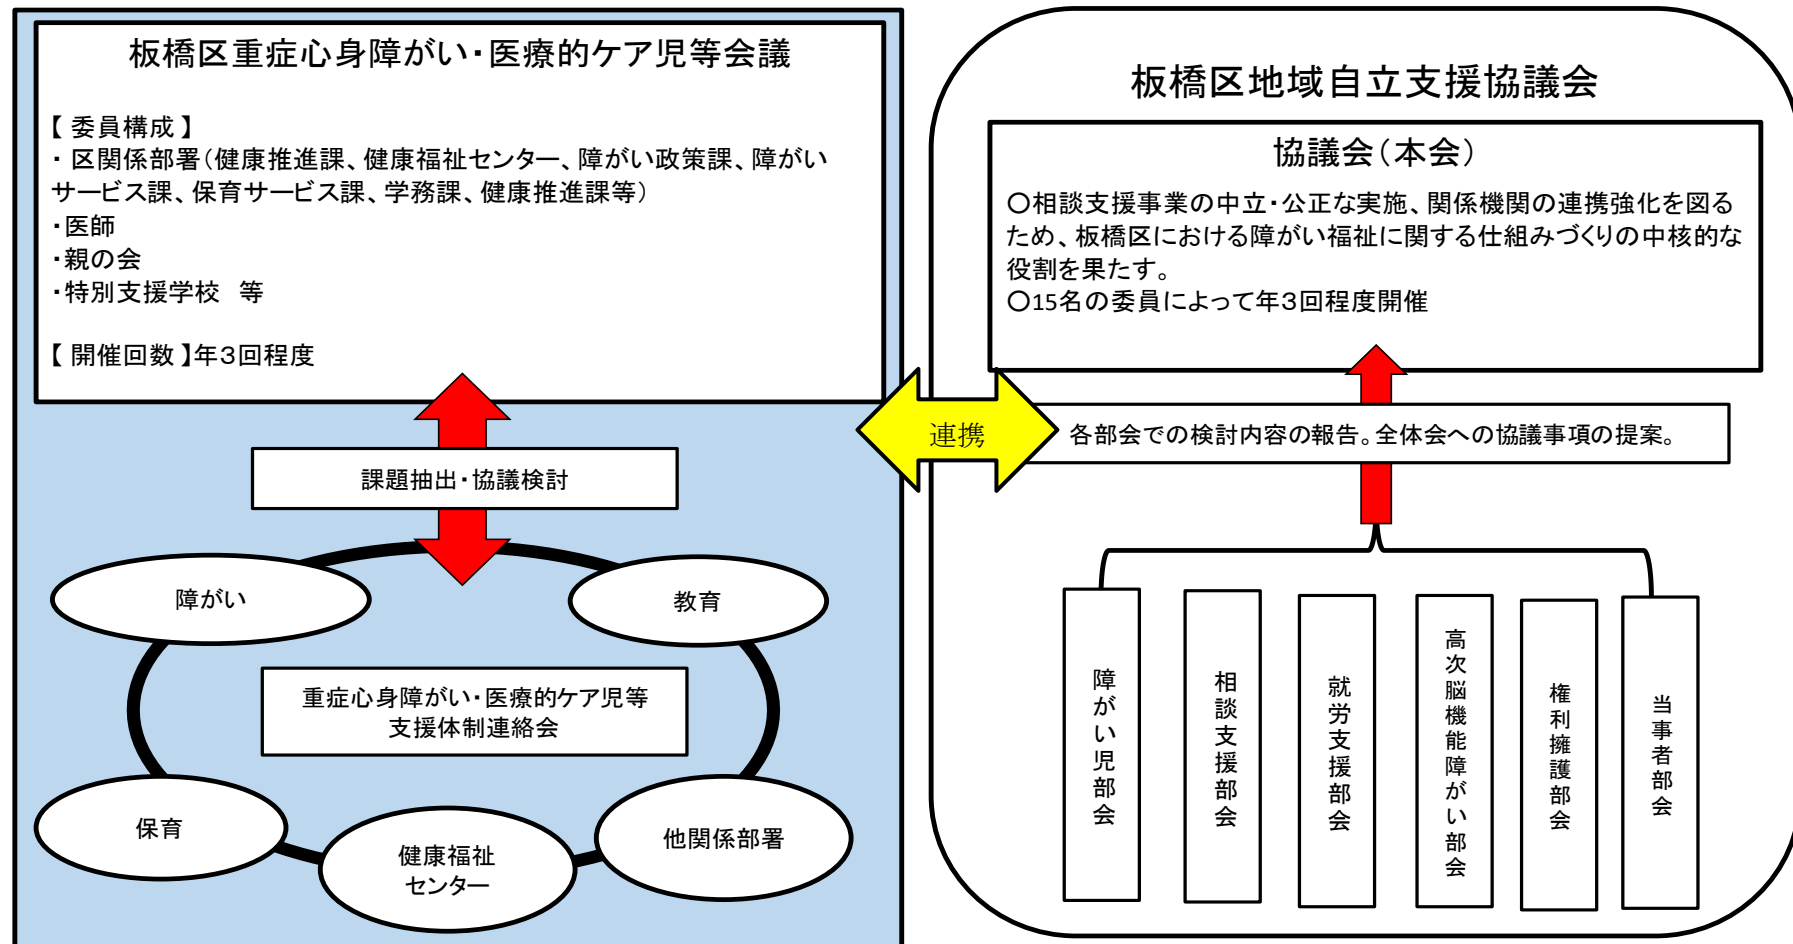 板橋区重症心身障がい・医療的ケア児等会議
【 委員構成 】
・ 区関係部署（健康推進課、健康福祉センター、障がい政策課、障がい
サービス課、保育サービス課、学務課、健康推進課等）
・医師
・親の会
・特別支援学校　等
【 開催回数 】年３回程度
課題抽出・協議検討
障がい
教育
重症心身障がい・医療的ケア児等
支援体制連絡会
保育
健康福祉
センター
他関係部署
連携
板橋区地域自立支援協議会
協議会（本会）
〇相談支援事業の中立・公正な実施、関係機関の連携強化を図る
ため、板橋区における障がい福祉に関する仕組みづくりの中核的な
役割を果たす。
〇15名の委員によって年３回程度開催
各部会での検討内容の報告。全体会への協議事項の提案。
障がい児部会
相談支援部会
就労支援部会
高次脳機能障がい部会
権利擁護部会
当事者部会